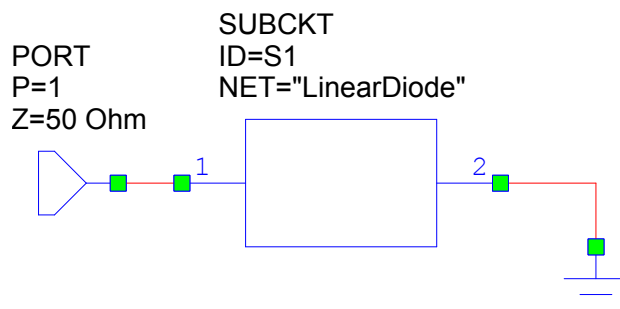 PORT
P=1
Z=50 Ohm
SUBCKT
ID=S1
NET="LinearDiode"
1
2